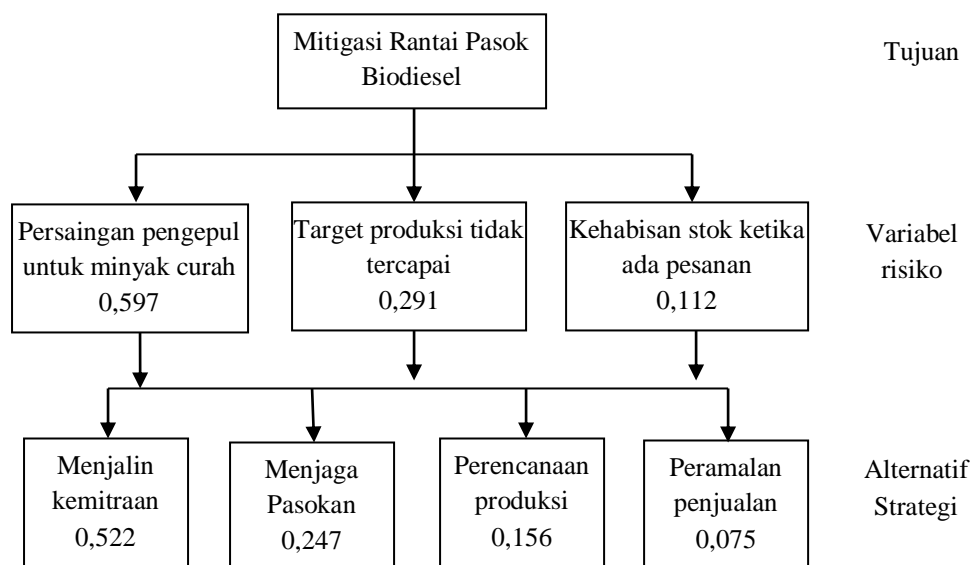 Mitigasi Rantai Pasok
Biodiesel
Tujuan
Persaingan pengepul
untuk minyak curah
0,597
Target produksi tidak
tercapai
0,291
Kehabisan stok ketika
ada pesanan
0,112
Variabel
risiko
Menjalin
kemitraan
0,522
Menjaga
Pasokan
0,247
Perencanaan
produksi
0,156
Peramalan
penjualan
0,075
Alternatif
Strategi